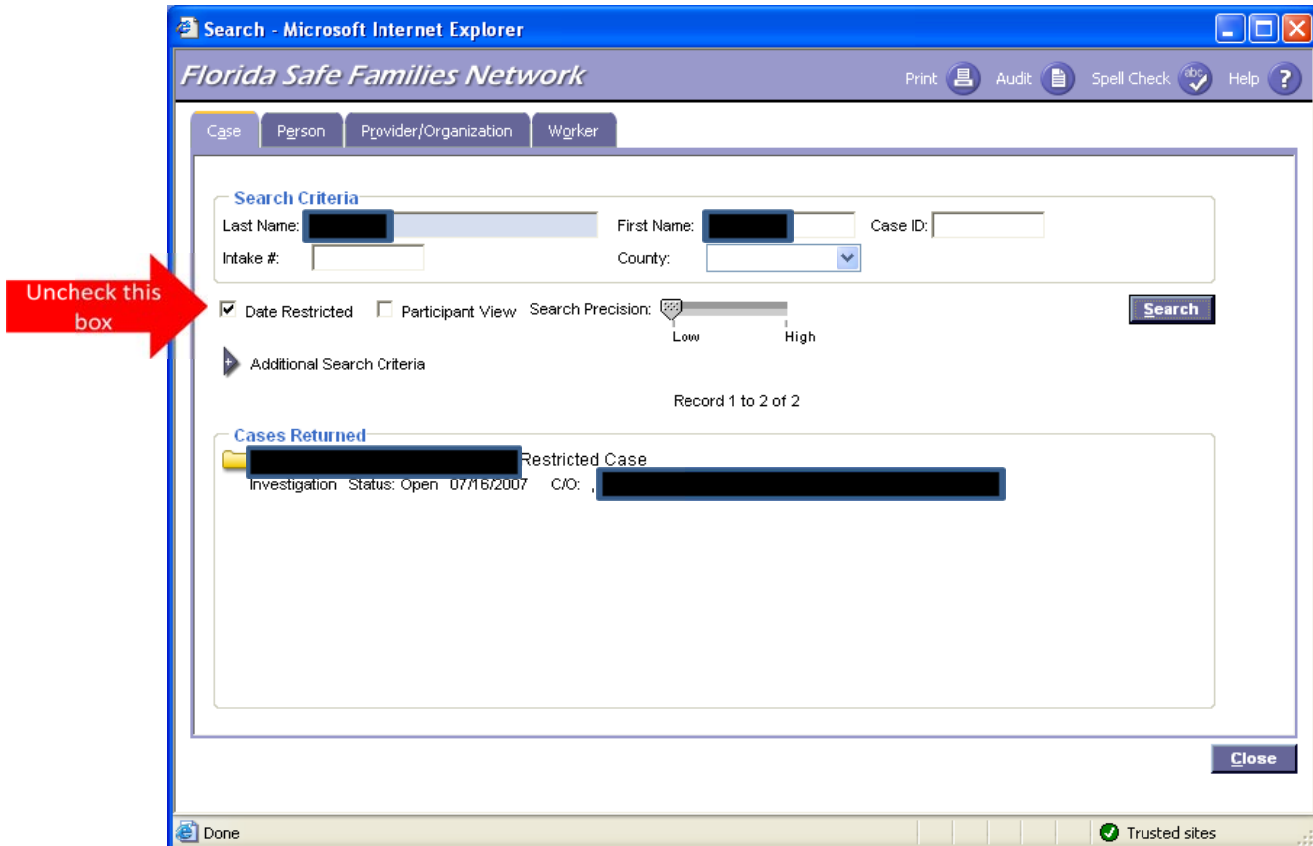 Search - Microsoft Internet Explorer
Florida Safe Families Network Print Audit abc Spell Check Help ?
Case Person Provider/Organization Worker
Search Criteria
Last Name: First Name: Case ID:
Intake #: County:
Uncheck this
box
Date Restricted Participant View Search Precision: Search
Low High
+ Additional Search Criteria
Record 1 to 2 of 2
Cases Returned
Restricted Case
Investigation Status: Open 07/16/2007 C/O: ,
Close
Done Trusted sites